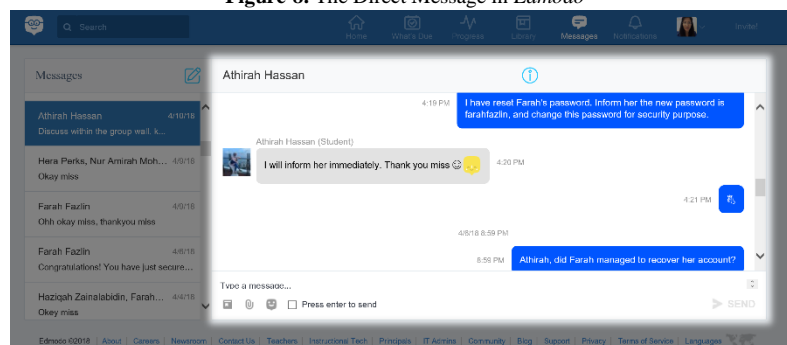 Figure 6. The Direct Message in Edmodo
Search
Home
What's Due
Progress
Library
Messages
Notifications
Invite!
Messages
Athirah Hassan
4/10/18
Discuss within the group wall. k...
Hera Perks, Nur Amirah Moh...
4/9/18
Okay miss
Farah Fazlin
4/9/18
Ohh okay miss, thankyou miss
Farah Fazlin
4/6/18
Congratulations! You have just secure...
Haziqah Zainalabidin, Farah...
4/4/18
Okey miss
Athirah Hassan
4:19 PM
I have reset Farah's password. Inform her the new password is
farahfazlin, and change this password for security purpose.
Athirah Hassan (Student)
I will inform her immediately. Thank you miss
4:20 PM
4:21 PM
4/6/18 8:59 PM
8:59 PM
Athirah, did Farah managed to recover her account?
Type a message...
Press enter to send
SEND
Edmodo ©2018 | About | Careers | Newsroom | Contact Us | Teachers | Instructional Tech | Principals | IT Admins | Community | Blog | Support | Privacy | Terms of Service | Languages